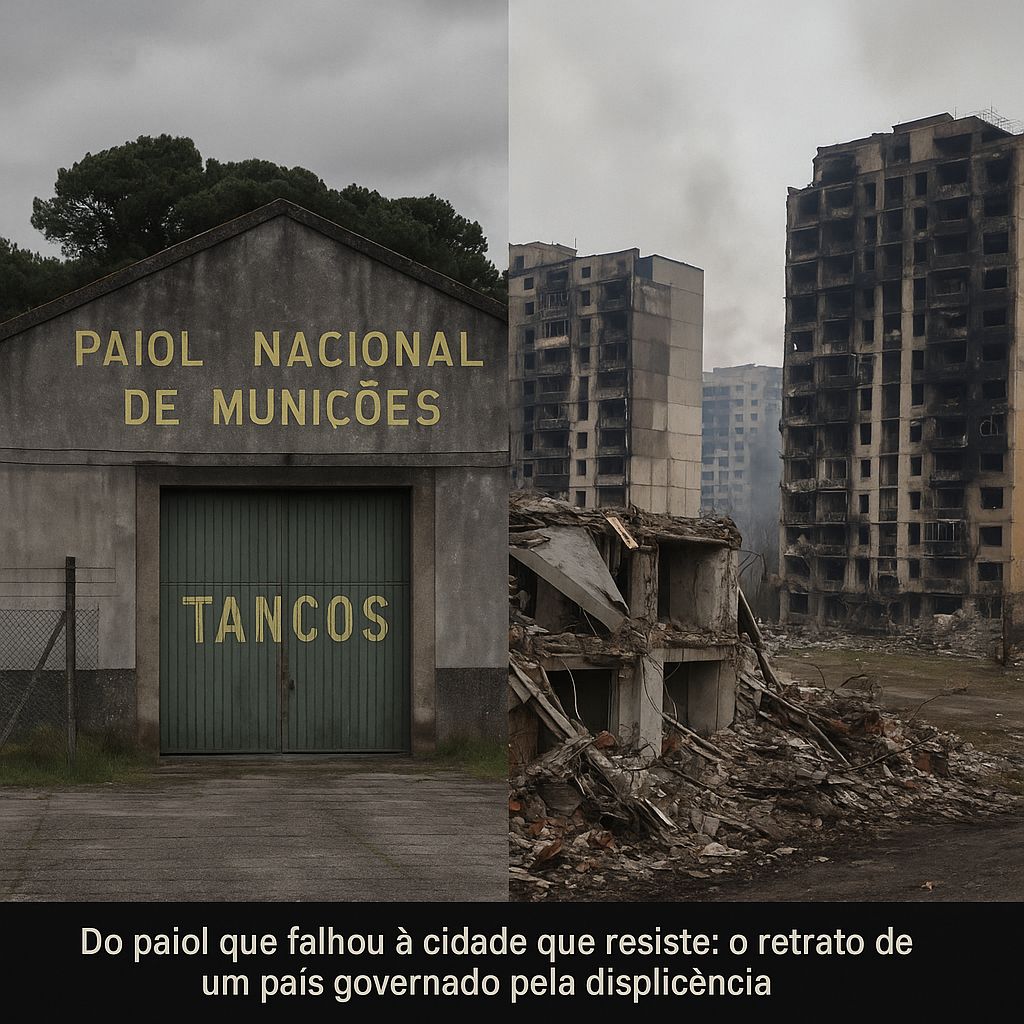 PAIOL NACIONAL
DE MUNIÇÕES
TANCOS
Do paiol que falhou à cidade que resiste: o retrato de
um país governado pela displicència